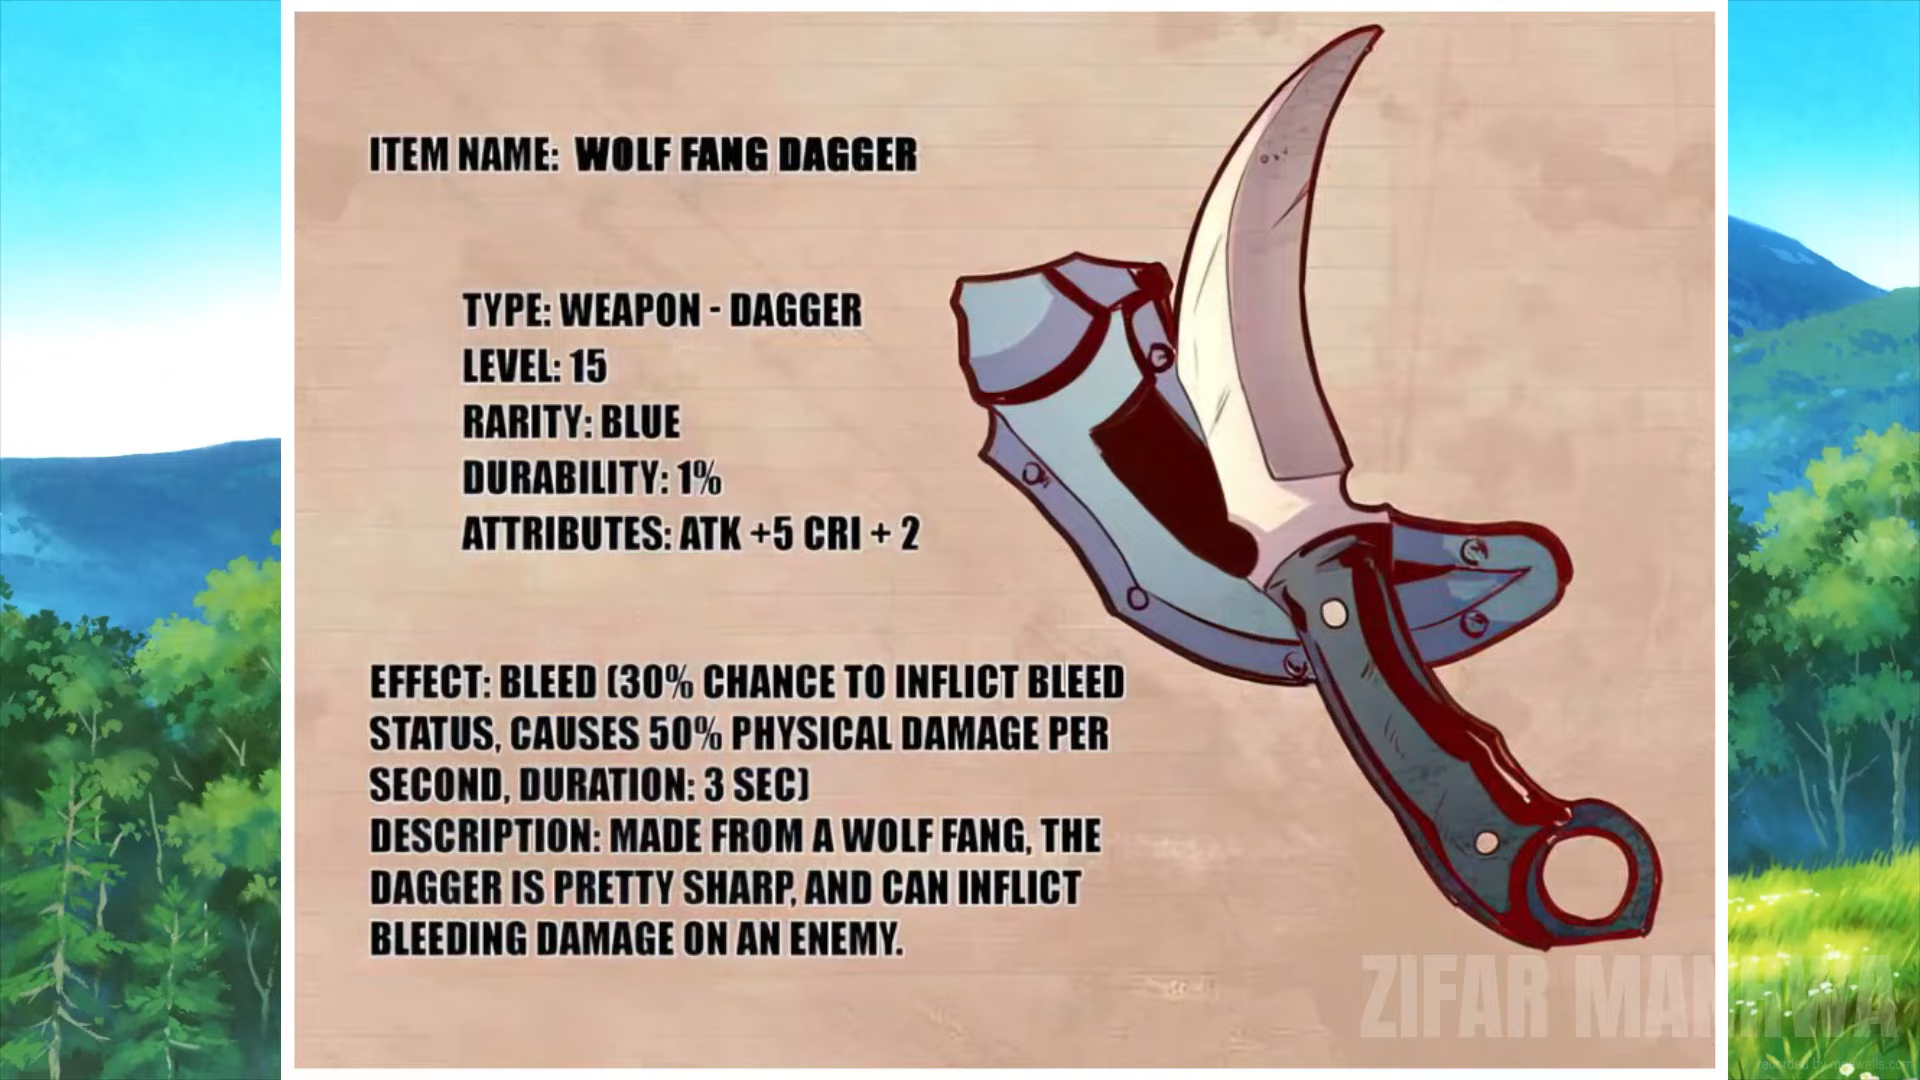 ITEM NAME: WOLF FANG DAGGER
TYPE: WEAPON - DAGGER
LEVEL: 15
RARITY: BLUE
DURABILITY: 1%
ATTRIBUTES: ATK +5 CRI + 2
EFFECT: BLEED (30% CHANCE TO INFLICT BLEED
STATUS, CAUSES 50% PHYSICAL DAMAGE PER
SECOND, DURATION: 3 SEC)
DESCRIPTION: MADE FROM A WOLF FANG, THE
DAGGER IS PRETTY SHARP, AND CAN INFLICT
BLEEDING DAMAGE ON AN ENEMY.
ZIFAR MANHWA